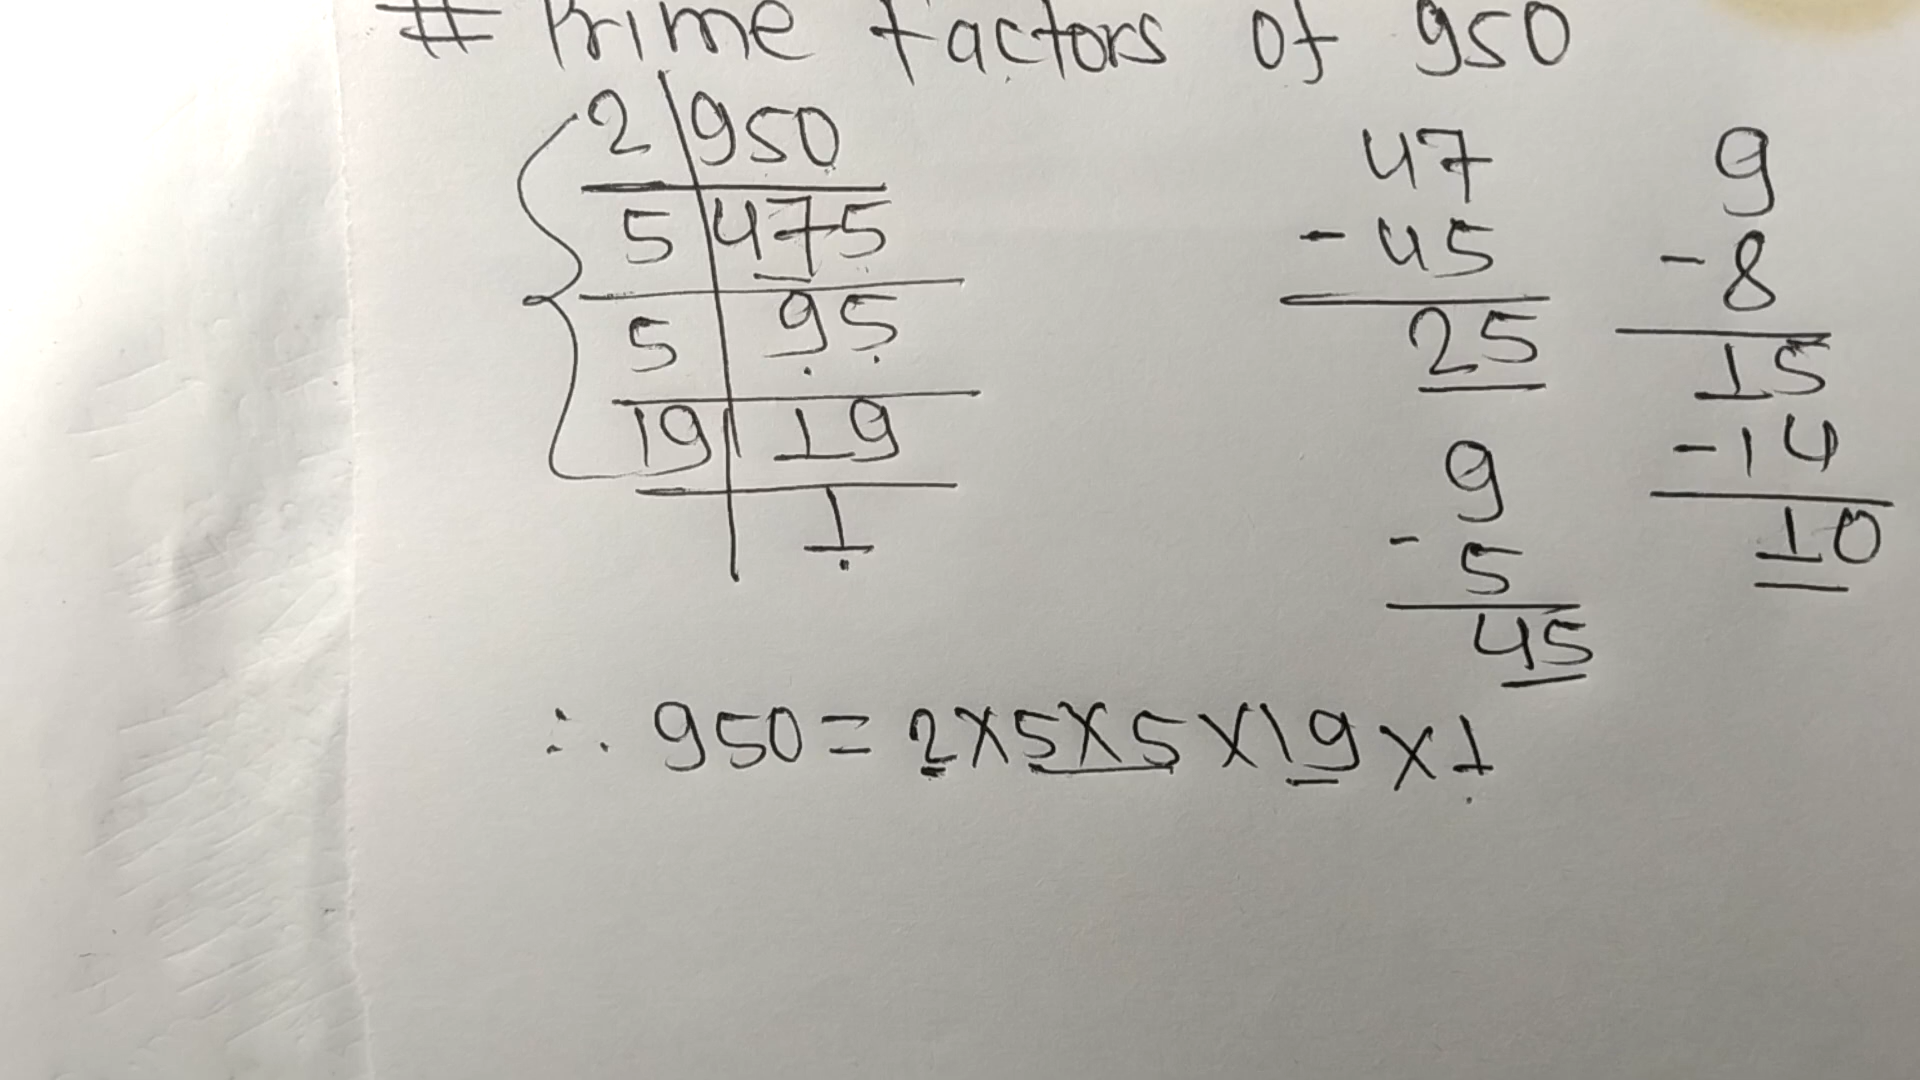 # Prime factors of 950
2 | 950
5 | 475
5 | 95
19 | 19
1
47
- 45
25
9
- 5
45
9
- 8
15
- 14
10
∴ 950 = 2 × 5 × 5 × 19 × 1